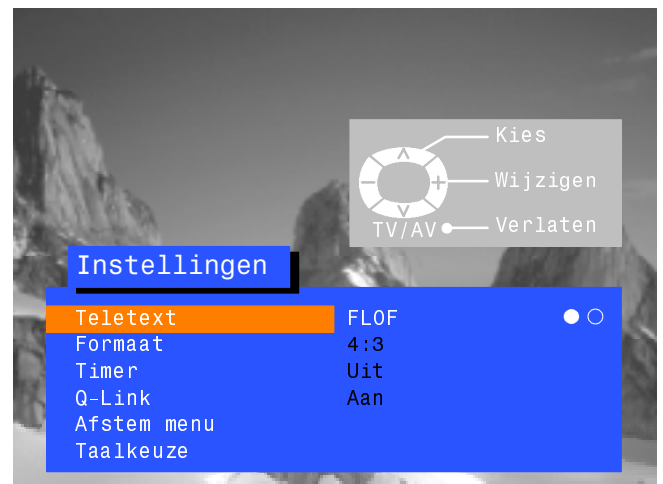 Kies
Wijzigen
TV/AV Verlaten
Instellingen
Teletext FLOF
Formaat 4:3
Timer Uit
Q-Link Aan
Afstem menu
Taalkeuze